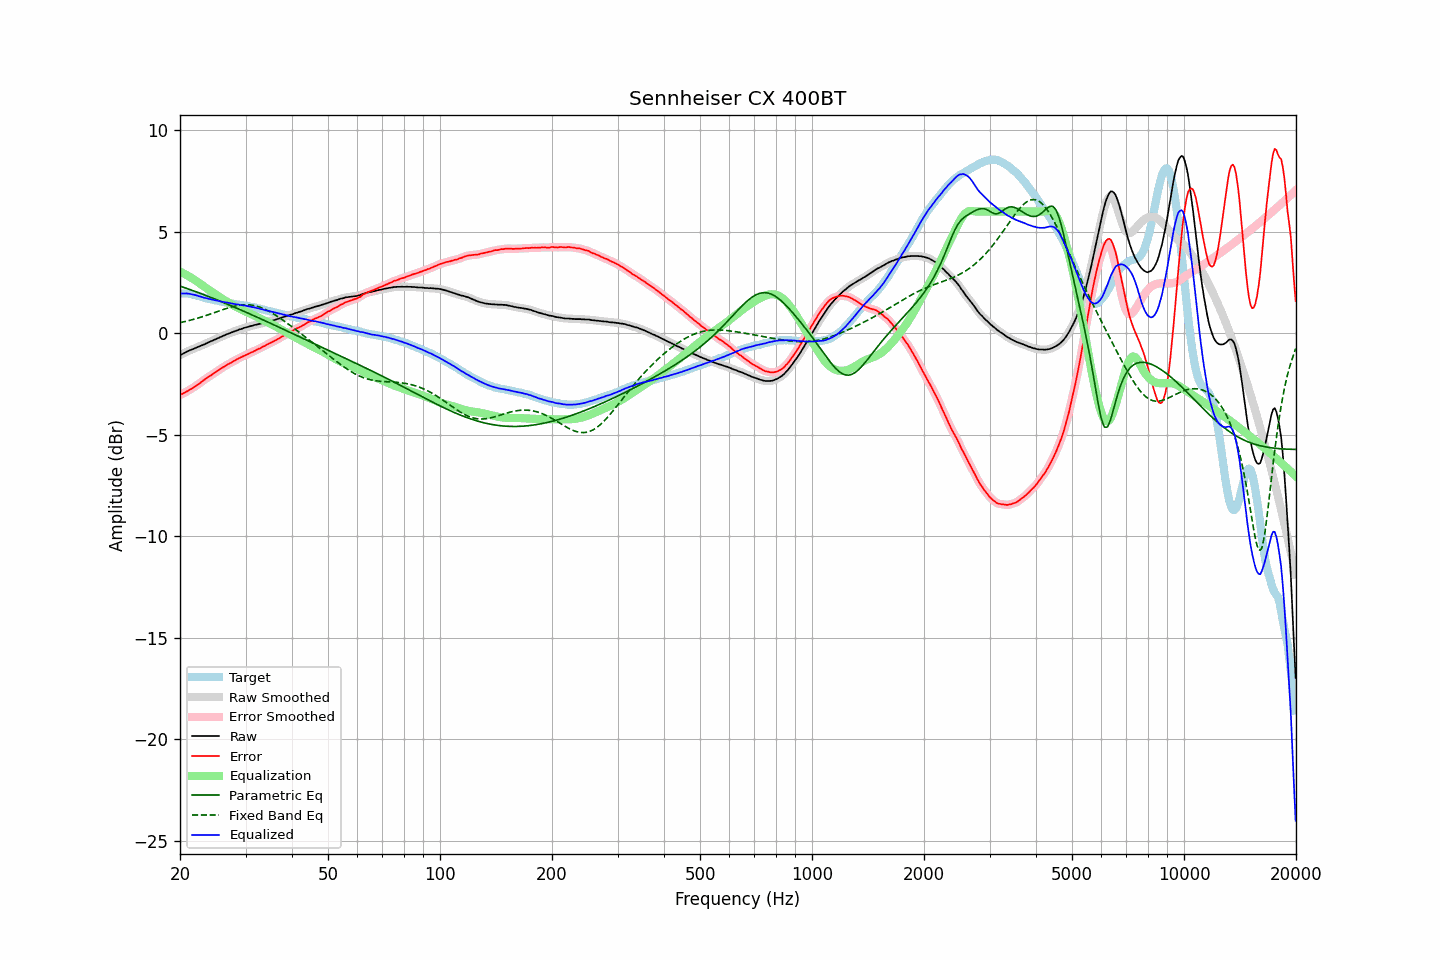 Sennheiser CX 400BT
Amplitude (dBr)
10
5
0
−5
−10
−15
−20
−25
Target
Raw Smoothed
Error Smoothed
Raw
Error
Equalization
Parametric Eq
Fixed Band Eq
Equalized
20 50 100 200 500 1000 2000 5000 10000 20000
Frequency (Hz)